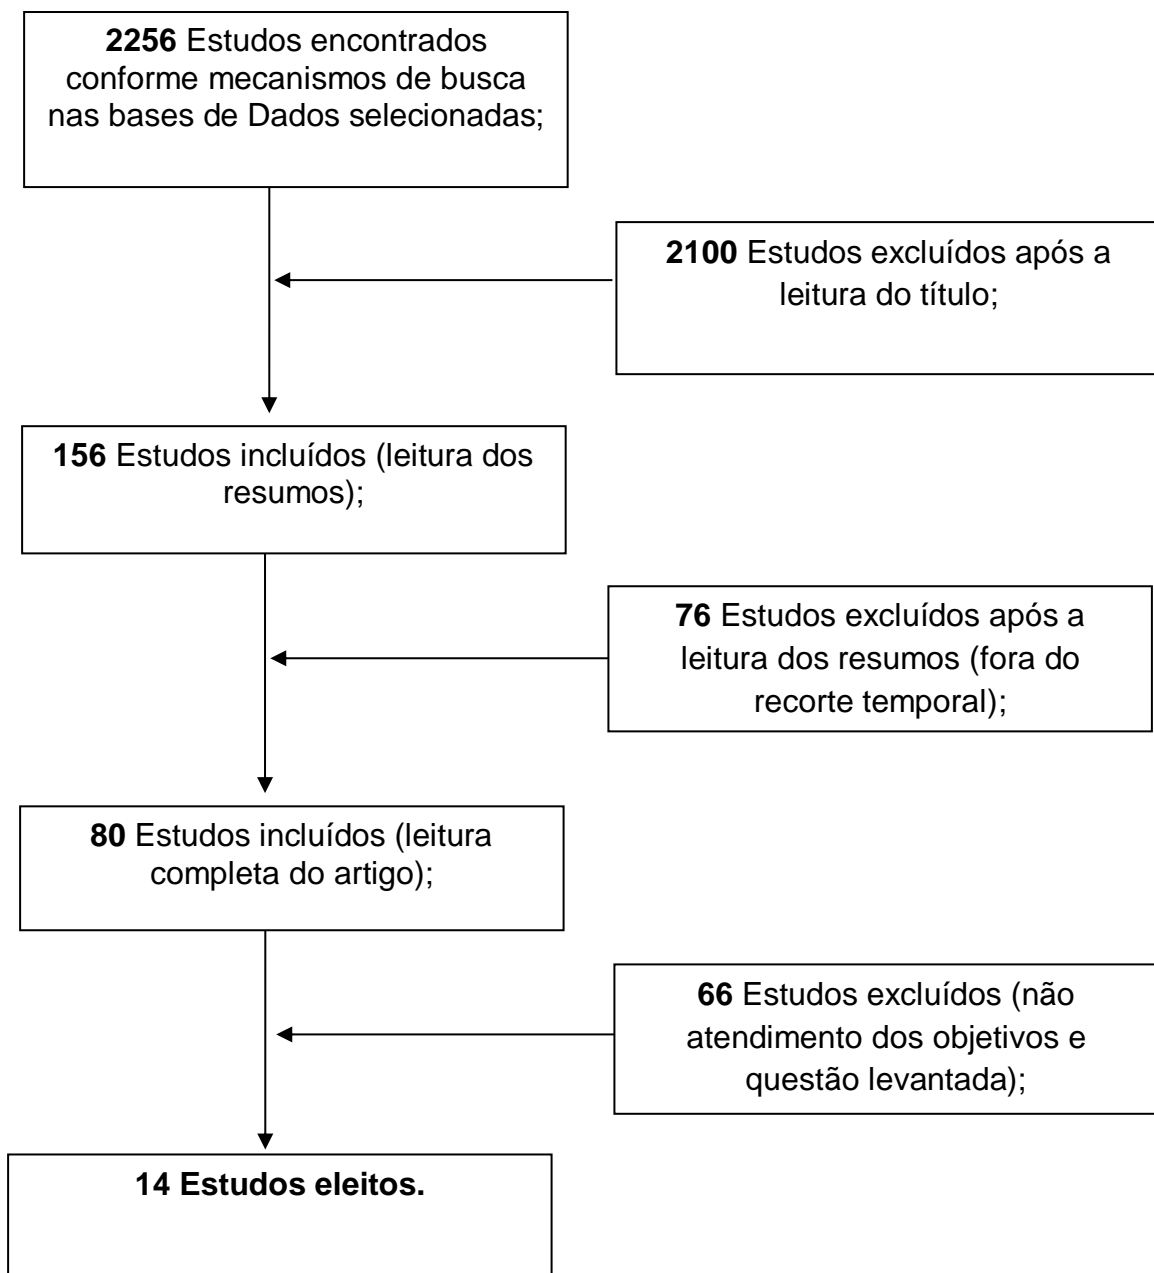 2256 Estudos encontrados
conforme mecanismos de busca
nas bases de Dados selecionadas;
2100 Estudos excluídos após a
leitura do título;
156 Estudos incluídos (leitura dos
resumos);
76 Estudos excluídos após a
leitura dos resumos (fora do
recorte temporal);
80 Estudos incluídos (leitura
completa do artigo);
66 Estudos excluídos (não
atendimento dos objetivos e
questão levantada);
14 Estudos eleitos.